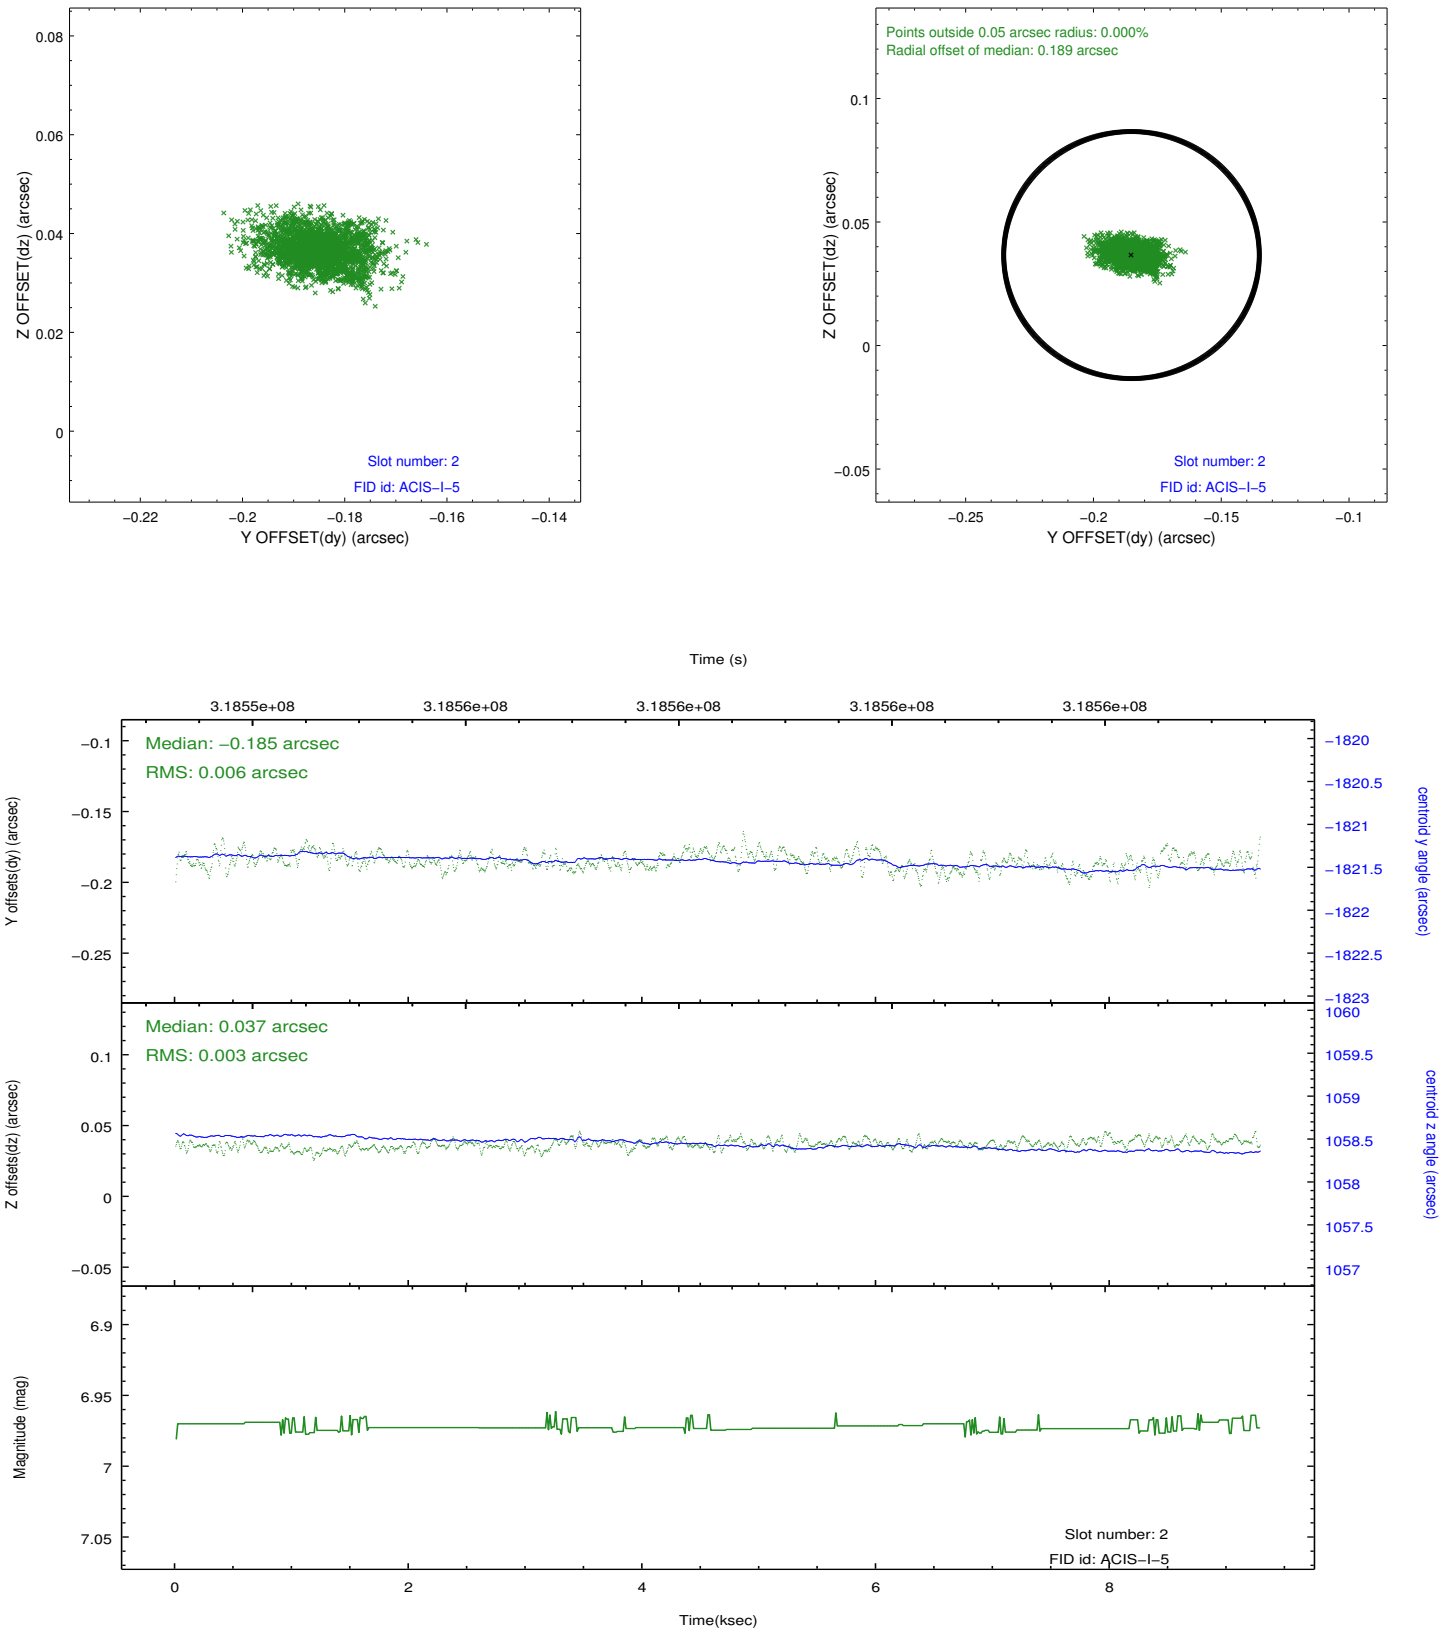 0.08
0.06
0.04
0.02
0
Z OFFSET(dz) (arcsec)
Slot number: 2
FID id: ACIS−I−5
−0.22 −0.2 −0.18 −0.16 −0.14
Y OFFSET(dy) (arcsec)
Points outside 0.05 arcsec radius: 0.000%
Radial offset of median: 0.189 arcsec
0.1
0.05
0
−0.05
Z OFFSET(dz) (arcsec)
Slot number: 2
FID id: ACIS−I−5
−0.25 −0.2 −0.15 −0.1
Y OFFSET(dy) (arcsec)
Time (s)
3.1855e+08 3.1856e+08 3.1856e+08 3.1856e+08 3.1856e+08
Median: −0.185 arcsec
RMS: 0.006 arcsec
−0.1
−0.15
−0.2
−0.25
Y offsets(dy) (arcsec)
−1820
−1820.5
−1821
−1821.5
−1822
−1822.5
−1823
centroid y angle (arcsec)
Median: 0.037 arcsec
RMS: 0.003 arcsec
0.1
0.05
0
−0.05
Z offsets(dz) (arcsec)
1060
1059.5
1059
1058.5
1058
1057.5
1057
centroid z angle (arcsec)
6.9
6.95
7
7.05
Magnitude (mag)
Slot number: 2
FID id: ACIS−I−5
0 2 4 6 8
Time(ksec)